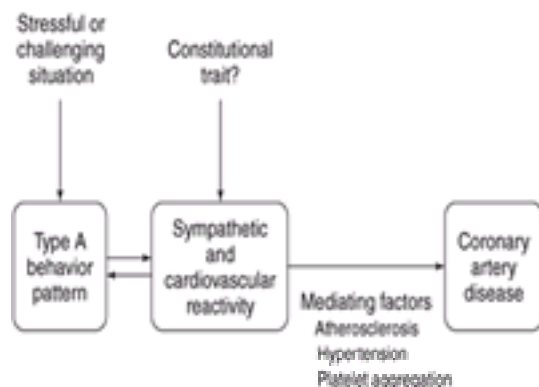 Stressful or
challenging
situation
Constitutional
trait?
Type A
behavior
pattern
Sympathetic
and
cardiovascular
reactivity
Coronary
artery
disease
Mediating factors
Atherosclerosis
Hypertension
Platelet aggregation